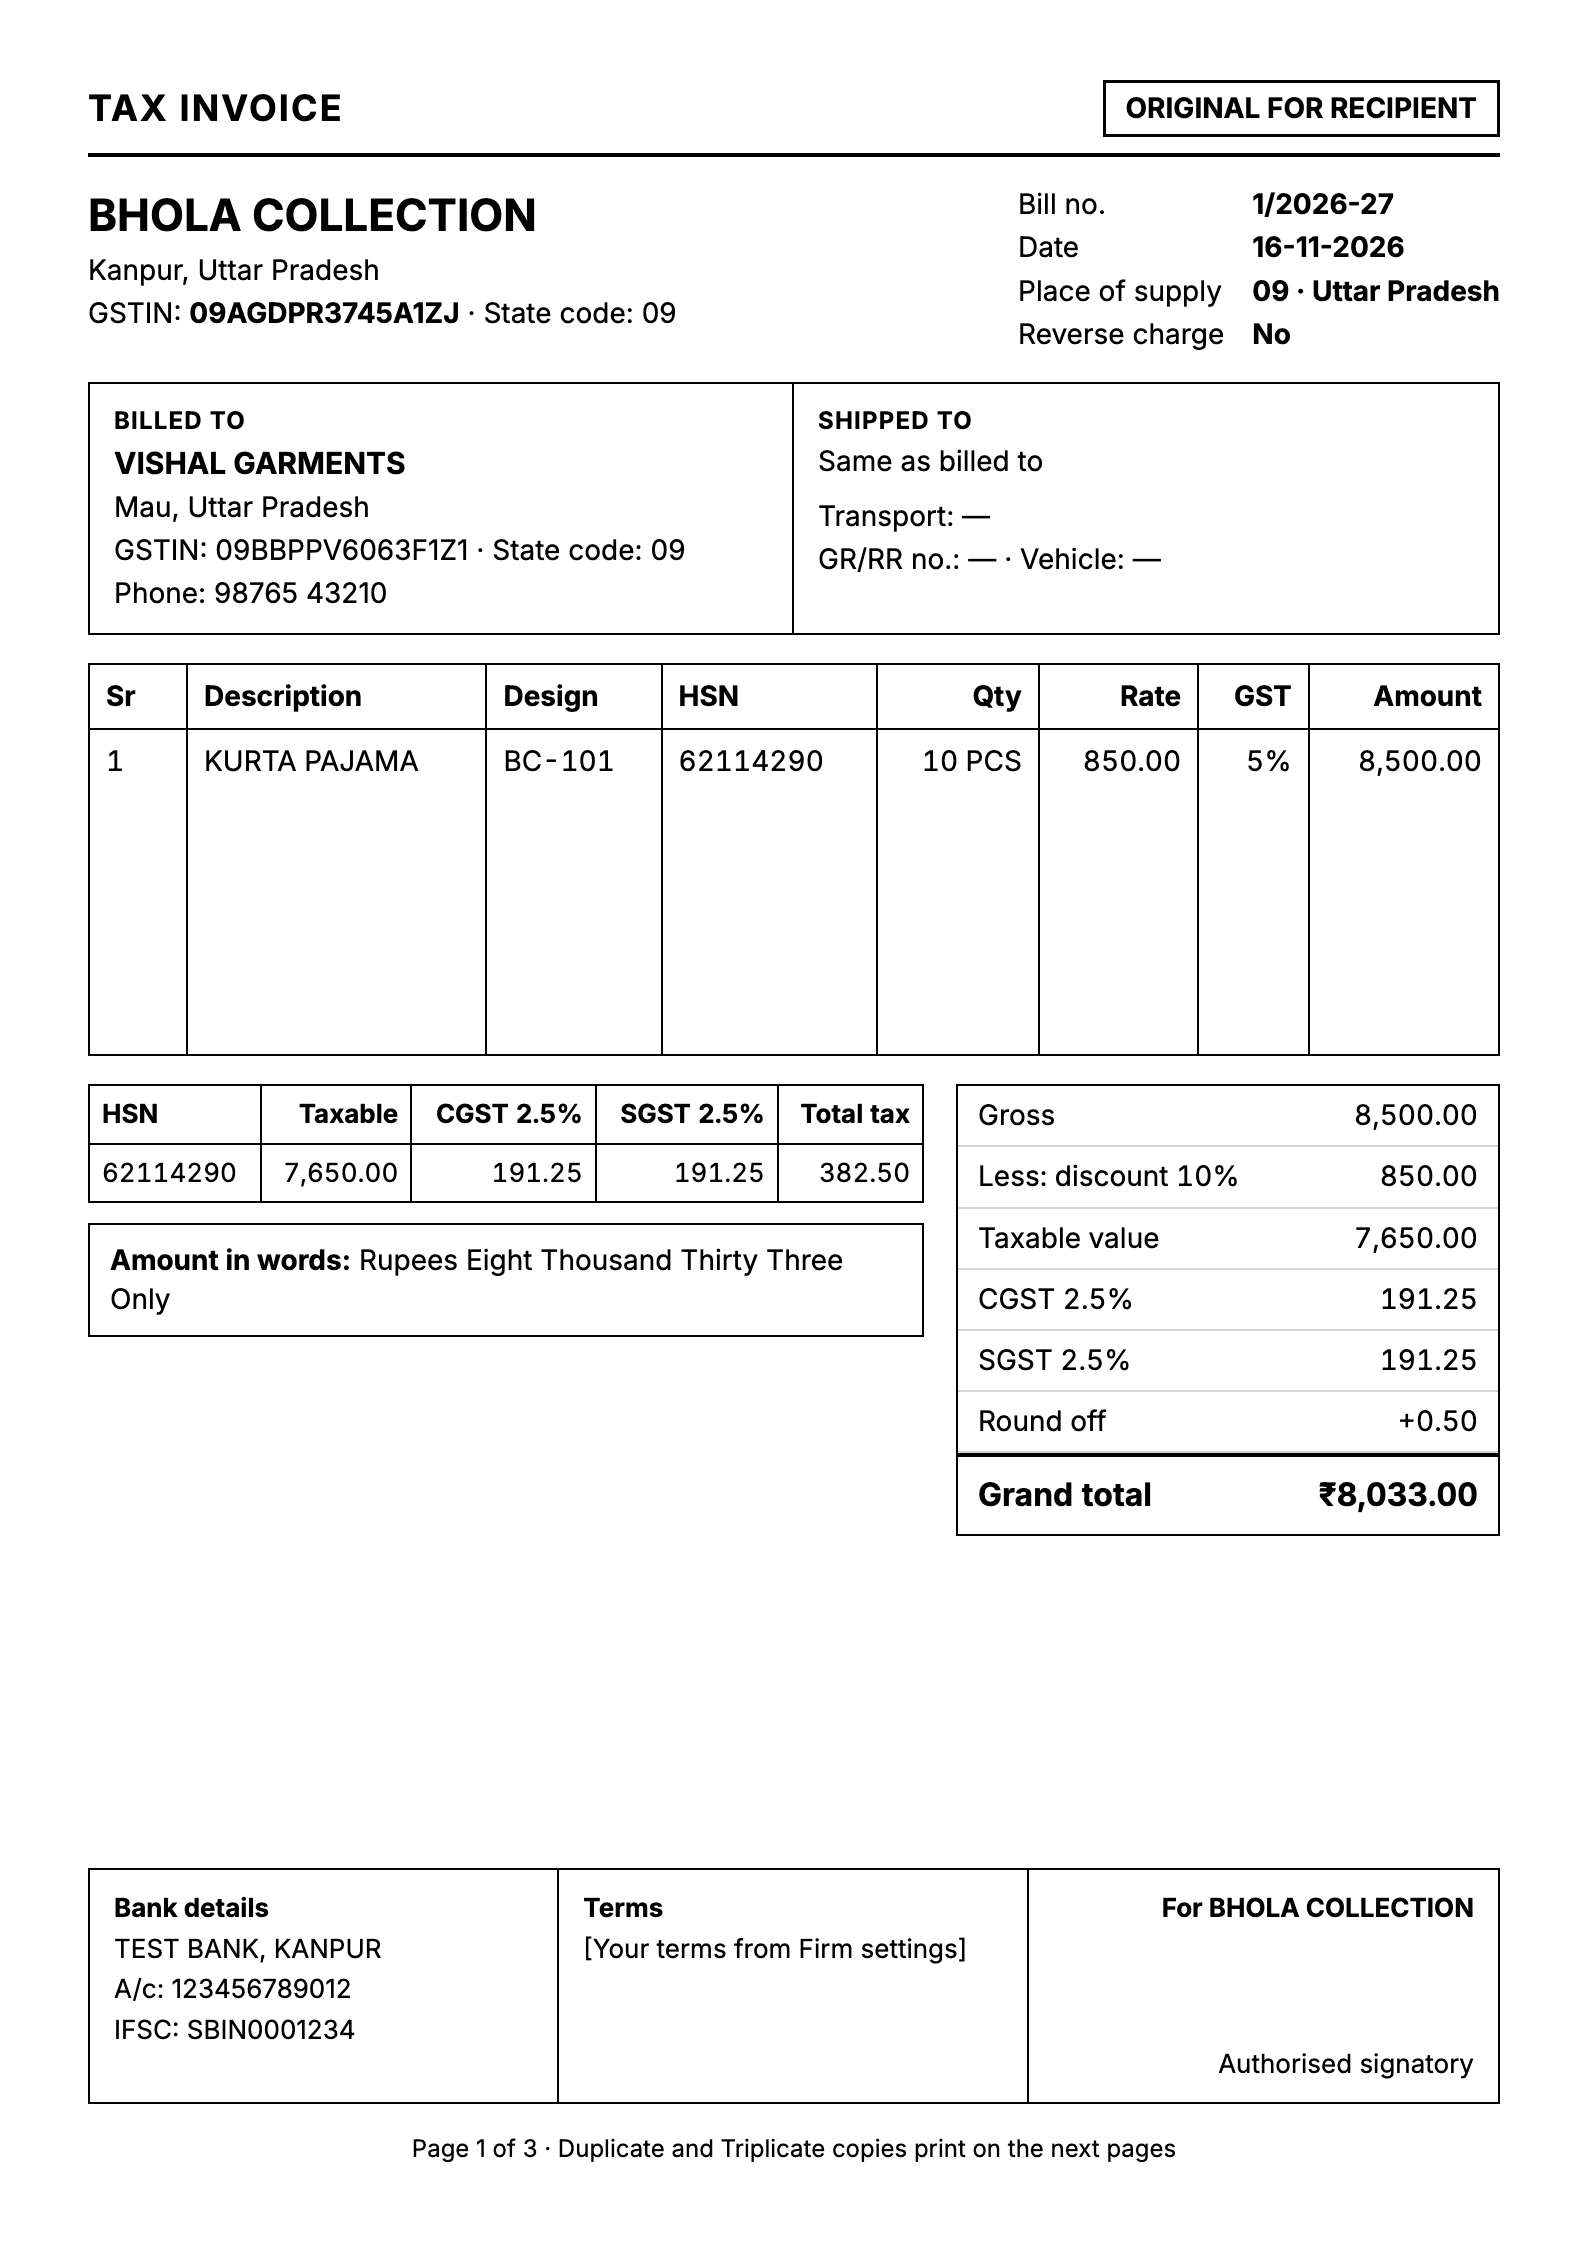 TAX INVOICE
ORIGINAL FOR RECIPIENT
BHOLA COLLECTION
Kanpur, Uttar Pradesh
GSTIN: 09AGDPR3745A1ZJ · State code: 09
Bill no. 1/2026-27
Date 16-11-2026
Place of supply 09 · Uttar Pradesh
Reverse charge No
BILLED TO
VISHAL GARMENTS
Mau, Uttar Pradesh
GSTIN: 09BBPPV6063F1Z1 · State code: 09
Phone: 98765 43210
SHIPPED TO
Same as billed to
Transport: —
GR/RR no.: — · Vehicle: —
Sr Description Design HSN Qty Rate GST Amount
1 KURTA PAJAMA BC-101 62114290 10 PCS 850.00 5% 8,500.00
HSN Taxable CGST 2.5% SGST 2.5% Total tax
62114290 7,650.00 191.25 191.25 382.50
Amount in words: Rupees Eight Thousand Thirty Three
Only
Gross 8,500.00
Less: discount 10% 850.00
Taxable value 7,650.00
CGST 2.5% 191.25
SGST 2.5% 191.25
Round off +0.50
Grand total ₹8,033.00
Bank details
TEST BANK, KANPUR
A/c: 123456789012
IFSC: SBIN0001234
Terms
[Your terms from Firm settings]
For BHOLA COLLECTION
Authorised signatory
Page 1 of 3 · Duplicate and Triplicate copies print on the next pages